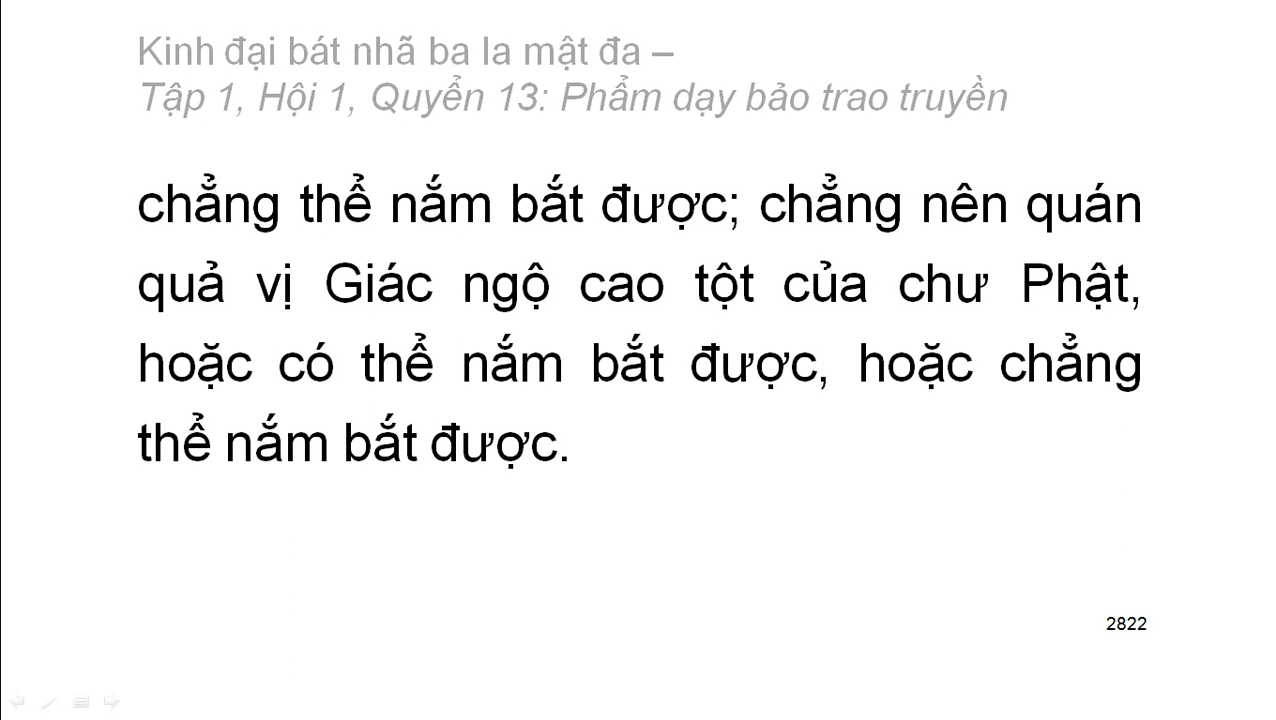 Kinh đại bát nhã ba la mật đa –
Tập 1, Hội 1, Quyển 13: Phẩm dạy bảo trao truyền
chẳng thể nắm bắt được; chẳng nên quán
quả vị Giác ngộ cao tột của chư Phật,
hoặc có thể nắm bắt được, hoặc chẳng
thể nắm bắt được.
2822